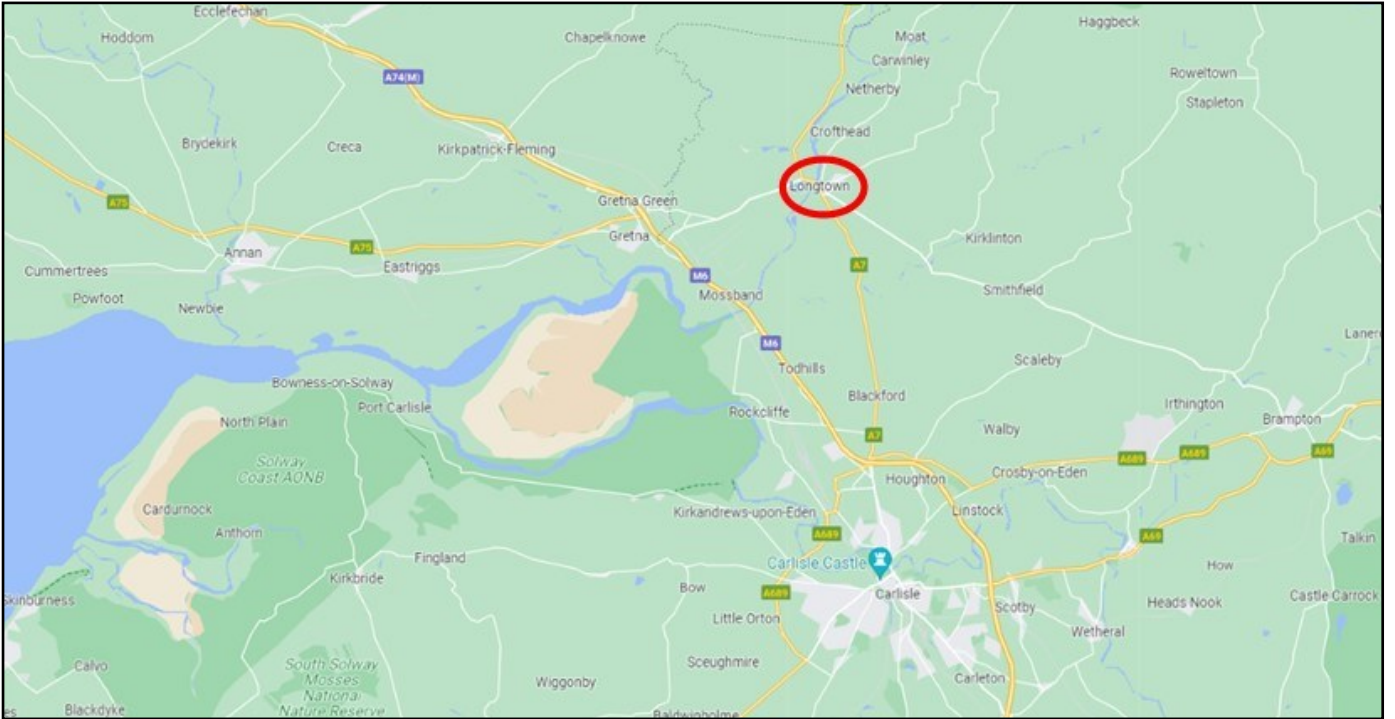 Ecclefechan
Hoddom
Chapelknowe
Moat
Haggbeck
Carwinley
A74(M)
Netherby
Roweltown
Stapleton
Crofthead
Brydekirk
Creca
Kirkpatrick-Fleming
Longtown
A75
Gretna Green
Gretna
Kirklinton
A75
Annan
Eastriggs
A7
Cummertrees
M6
Powfoot
Newbie
Mossband
Smithfield
M6
Todhills
Scaleby
Bowness-on-Solway
Port Carlisle
North Plain
Rockcliffe
Blackford
Irthington
Brampton
A7
Walby
Solway
Coast AONB
A689
A689
A69
Houghton
Crosby-on-Eden
Cardurnock
Anthorn
Kirkandrews-upon-Eden
Linstock
A689
A69
Talkin
Fingland
Carlisle Castle
How
Kirkbride
Bow
A689
Carlisle
Scotby
Heads Nook
Castle Carrock
Skinburness
Little Orton
Wetheral
Calvo
South Solway
Mosses
National
Nature Reserve
Sceughmire
Wiggonby
Carleton
Blackdyke
Baldwinholme